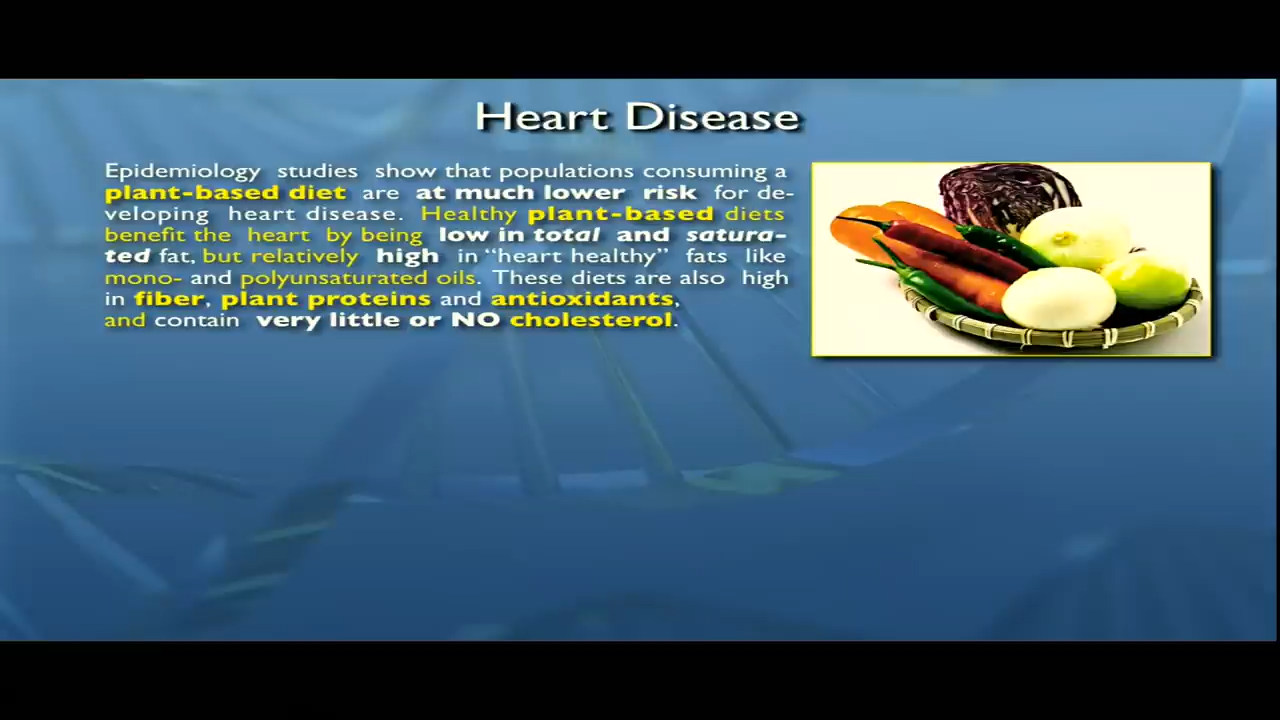 Heart Disease
Epidemiology studies show that populations consuming a
plant-based diet are at much lower risk for de-
veloping heart disease. Healthy plant-based diets
benefit the heart by being low in total and satura-
ted fat, but relatively high in “heart healthy” fats like
mono- and polyunsaturated oils. These diets are also high
in fiber, plant proteins and antioxidants,
and contain very little or NO cholesterol.